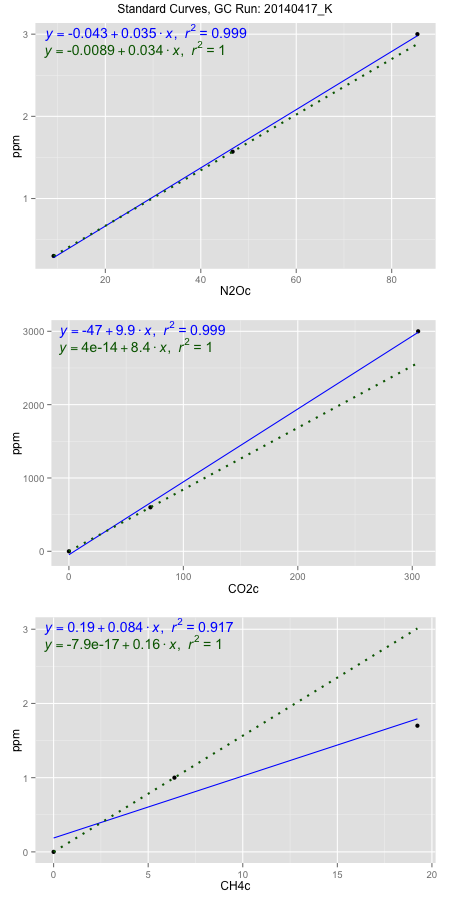 Standard Curves, GC Run: 20140417_K
y = -0.043 + 0.035 · x, r² = 0.999
y = -0.0089 + 0.034 · x, r² = 1
3
2
1
ppm
20 40 60 80
N2Oc
y = -47 + 9.9 · x, r² = 0.999
y = 4e-14 + 8.4 · x, r² = 1
3000
2000
1000
0
ppm
0 100 200 300
CO2c
y = 0.19 + 0.084 · x, r² = 0.917
y = -7.9e-17 + 0.16 · x, r² = 1
3
2
1
0
ppm
0 5 10 15 20
CH4c